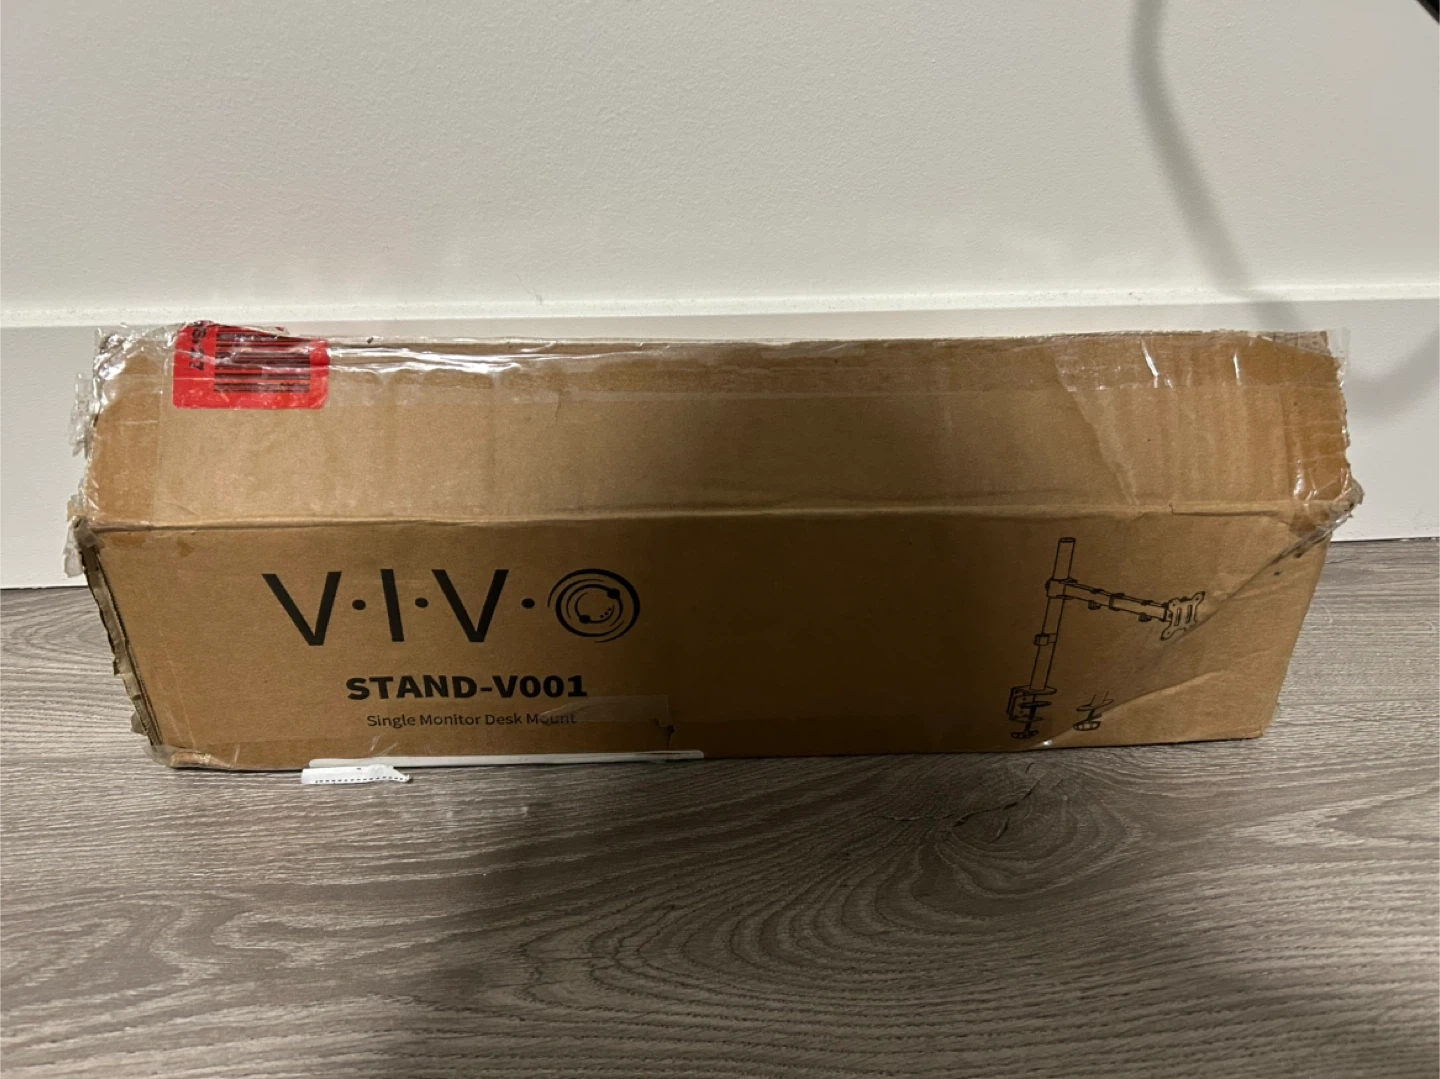 V·I·V·O
STAND-V001
Single Monitor Desk Mount